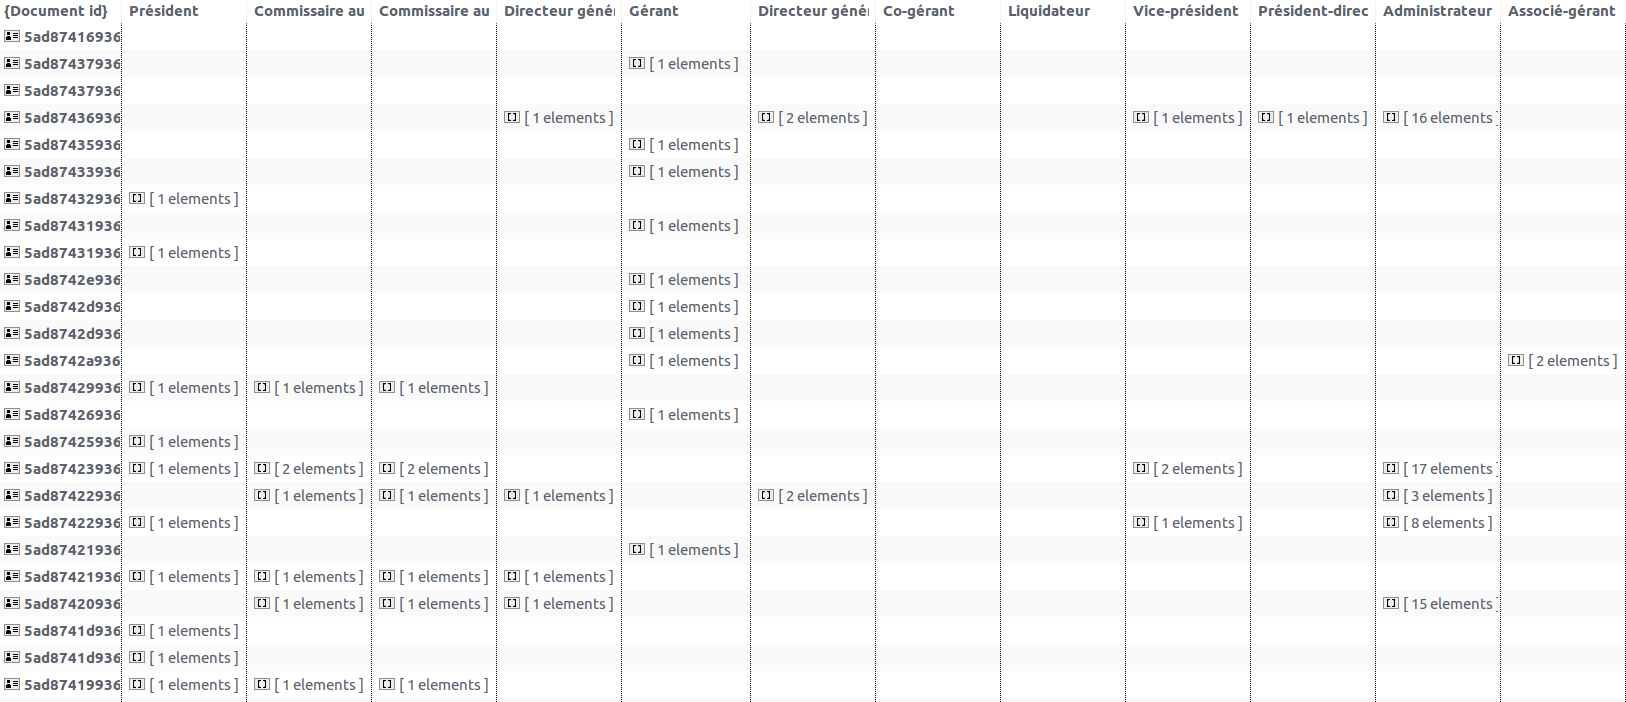 {Document id} Président Commissaire au Commissaire au Directeur géné Gérant Directeur géné Co-gérant Liquidateur Vice-président Président-direc Administrateur Associé-gérant
5ad87416936
5ad87437936 [ 1 elements ]
5ad87437936
5ad87436936 [ 1 elements ] [ 2 elements ] [ 1 elements ] [ 1 elements ] [ 16 elements ]
5ad87435936 [ 1 elements ]
5ad87433936 [ 1 elements ]
5ad87432936 [ 1 elements ]
5ad87431936 [ 1 elements ]
5ad87431936 [ 1 elements ]
5ad8742e936 [ 1 elements ]
5ad8742d936 [ 1 elements ]
5ad8742d936 [ 1 elements ]
5ad8742a936 [ 1 elements ] [ 2 elements ]
5ad87429936 [ 1 elements ] [ 1 elements ] [ 1 elements ]
5ad87426936 [ 1 elements ]
5ad87425936 [ 1 elements ]
5ad87423936 [ 1 elements ] [ 2 elements ] [ 2 elements ] [ 2 elements ] [ 17 elements ]
5ad87422936 [ 1 elements ] [ 1 elements ] [ 1 elements ] [ 2 elements ] [ 3 elements ]
5ad87422936 [ 1 elements ] [ 1 elements ] [ 8 elements ]
5ad87421936 [ 1 elements ]
5ad87421936 [ 1 elements ] [ 1 elements ] [ 1 elements ] [ 1 elements ]
5ad87420936 [ 1 elements ] [ 1 elements ] [ 1 elements ] [ 15 elements ]
5ad8741d936 [ 1 elements ]
5ad8741d936 [ 1 elements ]
5ad87419936 [ 1 elements ] [ 1 elements ] [ 1 elements ]